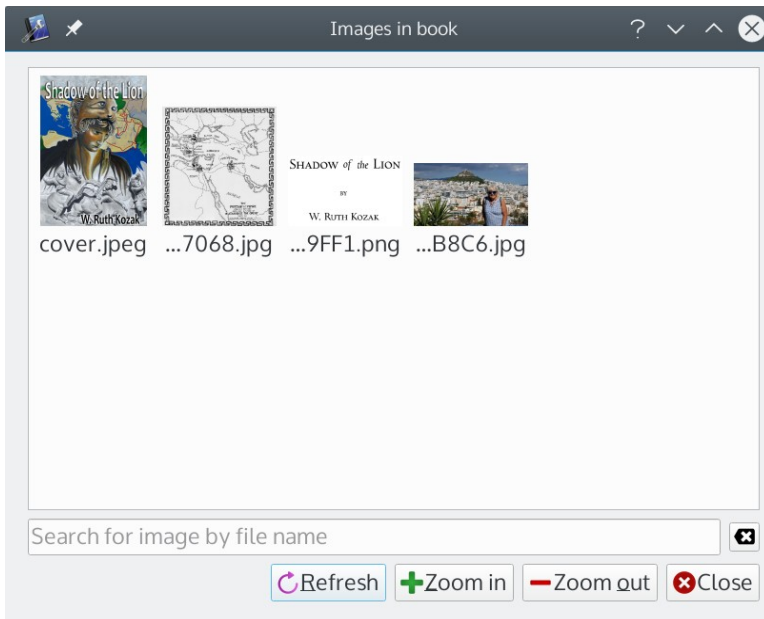 Images in book
Shadow of the Lion
W. Ruth Kozak
SHADOW of the LION
BY
W. RUTH KOZAK
cover.jpeg
...7068.jpg
...9FF1.png
...B8C6.jpg
Search for image by file name
Refresh
Zoom in
Zoom out
Close